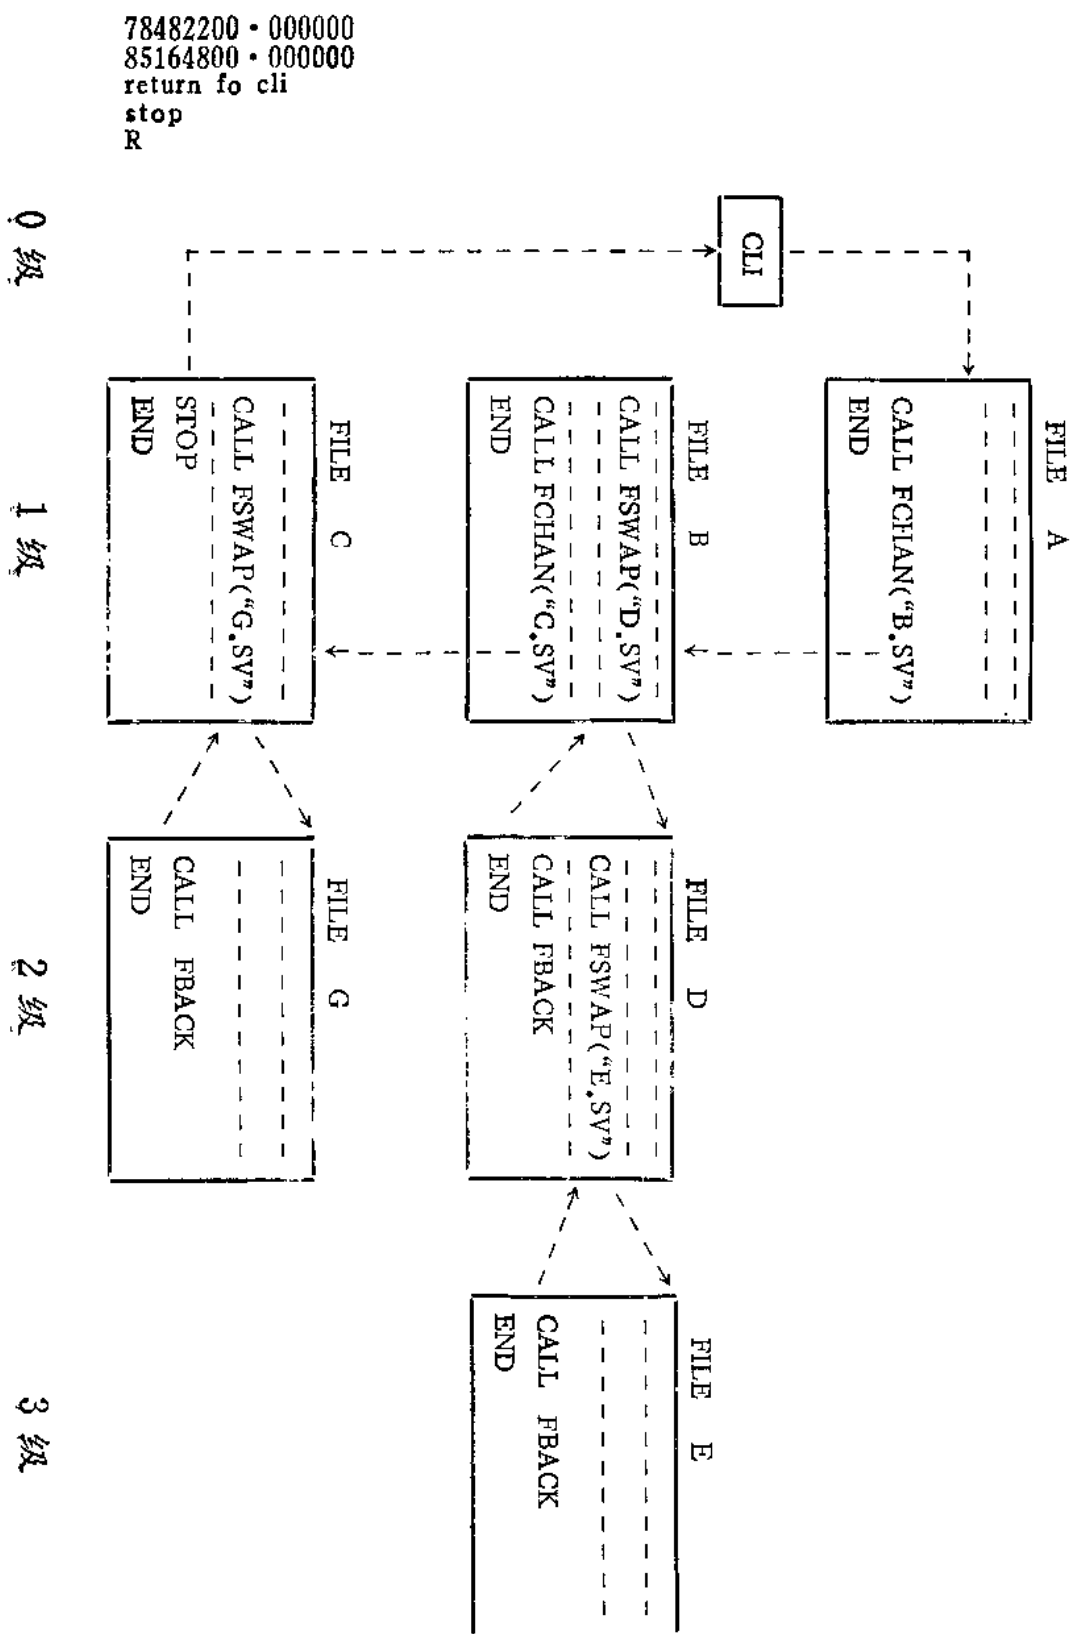 78482200·000000
85164800·000000
return fo cli
stop
R
0级
1级
2级
3级
CLI
FILE A
CALL FCHAN("B.SV")
END
FILE B
CALL FSWAP("D.SV")
CALL FCHAN("C.SV")
END
FILE C
CALL FSWAP("G.SV")
STOP
END
FILE D
CALL FSWAP("E.SV")
CALL FBACK
END
FILE G
CALL FBACK
END
FILE E
CALL FBACK
END